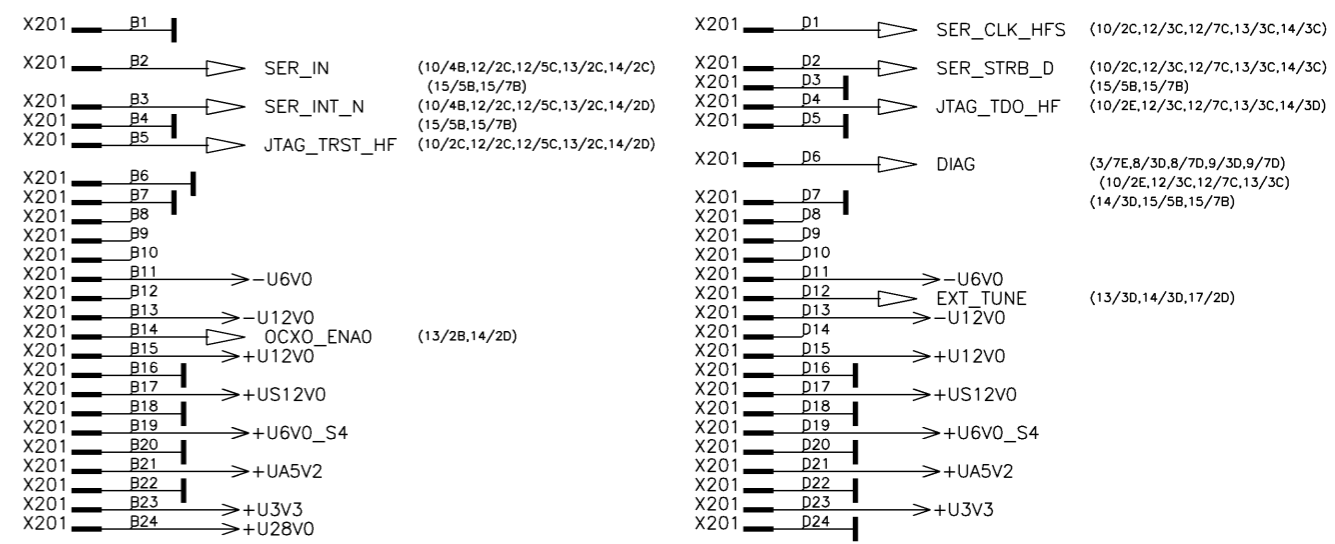 X201 B1
X201 B2 SER_IN (10/4B,12/2C,12/5C,13/2C,14/2C)
(15/5B,15/7B)
X201 B3 SER_INT_N (10/4B,12/2C,12/5C,13/2C,14/2D)
X201 B4 (15/5B,15/7B)
X201 B5 JTAG_TRST_HF (10/2C,12/2C,12/5C,13/2C,14/2D)
X201 B6
X201 B7
X201 B8
X201 B9
X201 B10
X201 B11 -U6V0
X201 B12
X201 B13 -U12V0
X201 B14 OCXO_ENA0 (13/2B,14/2D)
X201 B15 +U12V0
X201 B16
X201 B17 +US12V0
X201 B18
X201 B19 +U6V0_S4
X201 B20
X201 B21 +UA5V2
X201 B22
X201 B23 +U3V3
X201 B24 +U28V0
X201 D1 SER_CLK_HFS (10/2C,12/3C,12/7C,13/3C,14/3C)
X201 D2 SER_STRB_D (10/2C,12/3C,12/7C,13/3C,14/3C)
X201 D3 (15/5B,15/7B)
X201 D4 JTAG_TDO_HF (10/2E,12/3C,12/7C,13/3C,14/3D)
X201 D5
X201 D6 DIAG (3/7E,8/3D,8/7D,9/3D,9/7D)
(10/2E,12/3C,12/7C,13/3C)
X201 D7 (14/3D,15/5B,15/7B)
X201 D8
X201 D9
X201 D10
X201 D11 -U6V0
X201 D12 EXT_TUNE (13/3D,14/3D,17/2D)
X201 D13 -U12V0
X201 D14
X201 D15 +U12V0
X201 D16
X201 D17 +US12V0
X201 D18
X201 D19 +U6V0_S4
X201 D20
X201 D21 +UA5V2
X201 D22
X201 D23 +U3V3
X201 D24